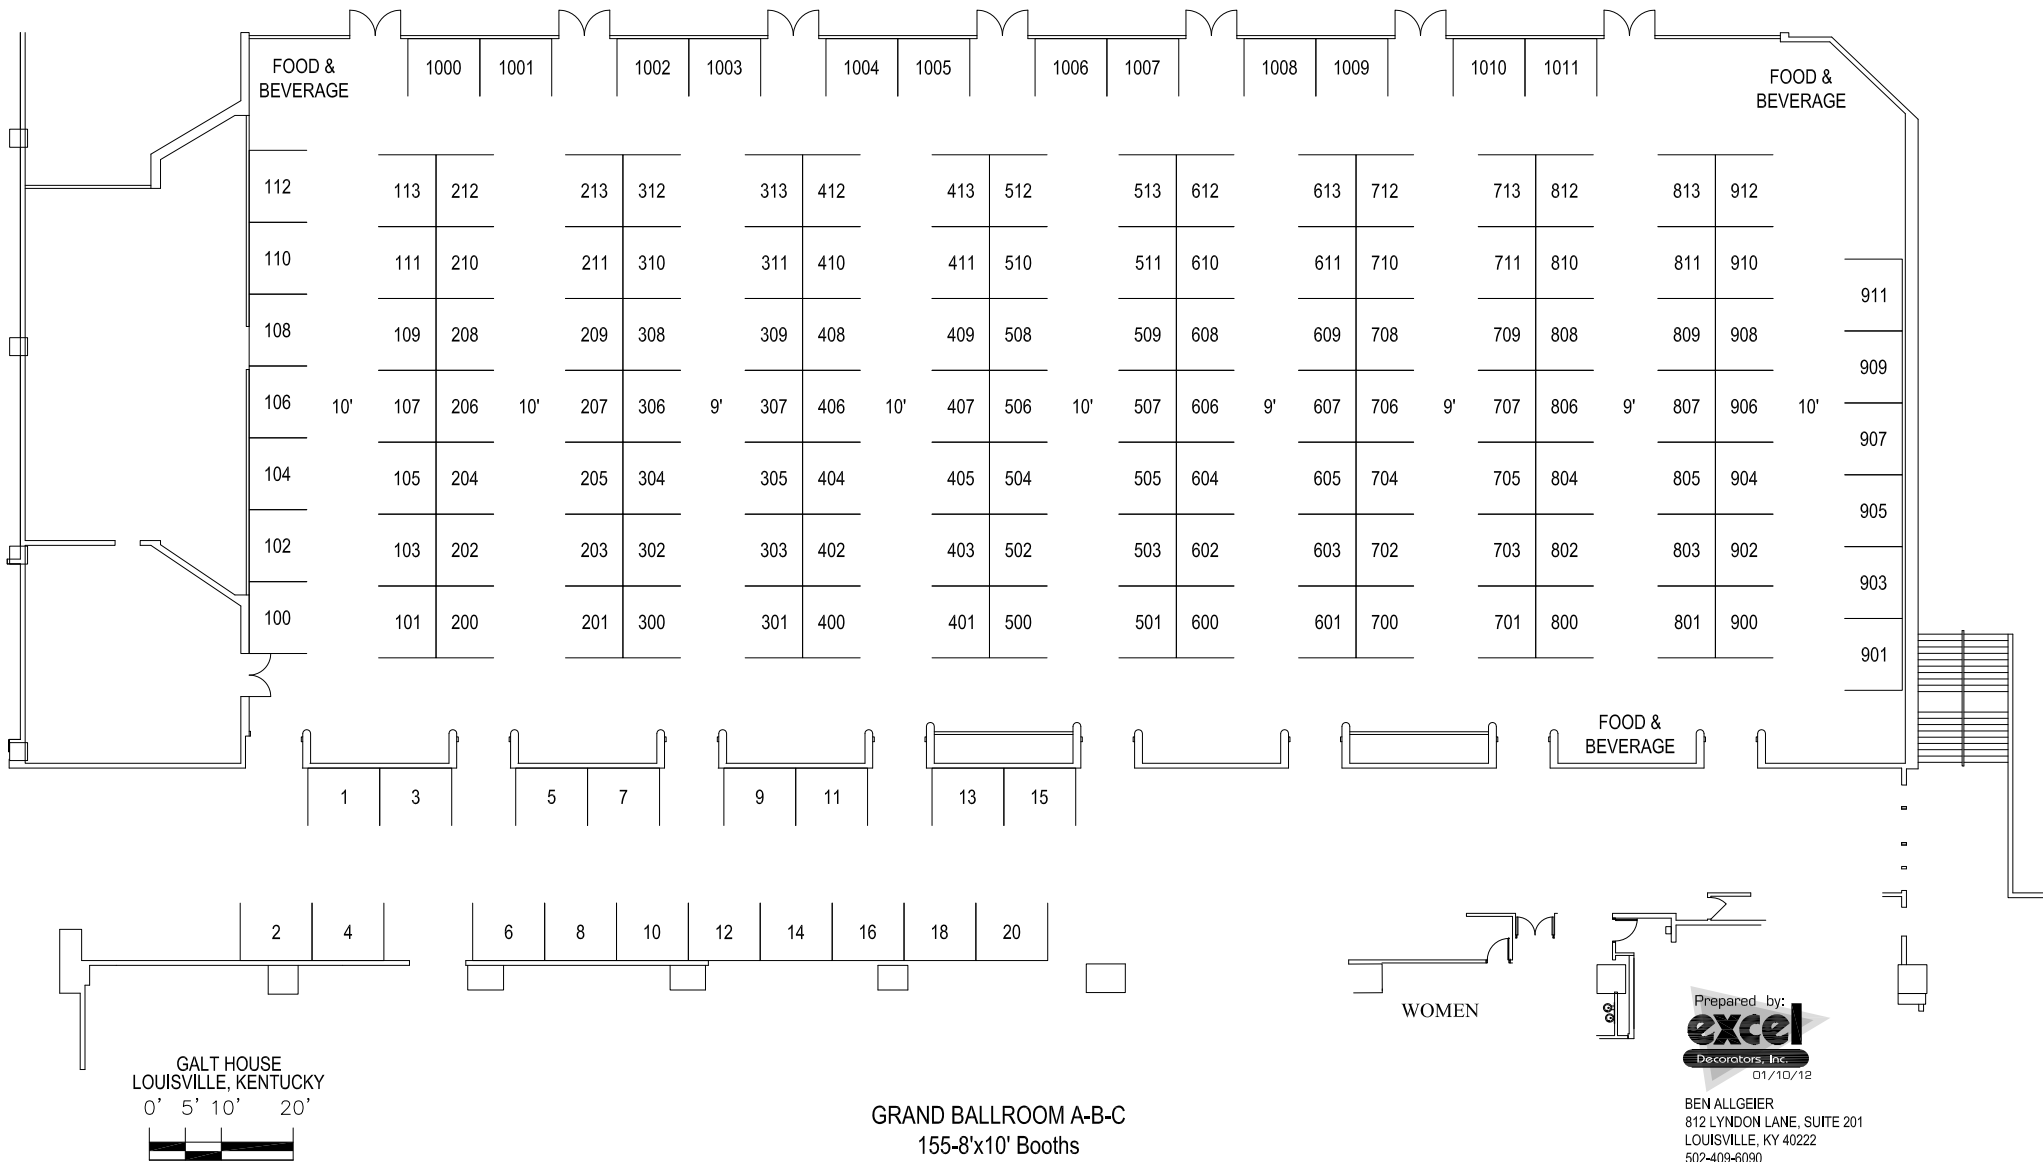 FOOD &
BEVERAGE
1000 1001 1002 1003 1004 1005 1006 1007 1008 1009 1010 1011
FOOD &
BEVERAGE
112 113 212 213 312 313 412 413 512 513 612 613 712 713 812 813 912
110 111 210 211 310 311 410 411 510 511 610 611 710 711 810 811 910
911
108 109 208 209 308 309 408 409 508 509 608 609 708 709 808 809 908
909
106 10' 107 206 10' 207 306 9' 307 406 10' 407 506 10' 507 606 9' 607 706 9' 707 806 9' 807 906 10'
907
104 105 204 205 304 305 404 405 504 505 604 605 704 705 804 805 904
905
102 103 202 203 302 303 402 403 502 503 602 603 702 703 802 803 902
903
100 101 200 201 300 301 400 401 500 501 600 601 700 701 800 801 900
901
FOOD &
BEVERAGE
1 3 5 7 9 11 13 15
2 4 6 8 10 12 14 16 18 20
WOMEN
GALT HOUSE
LOUISVILLE, KENTUCKY
0' 5' 10' 20'
GRAND BALLROOM A-B-C
155-8'x10' Booths
Prepared by:
excel
Decorators, Inc.
01/10/12
BEN ALLGEIER
812 LYNDON LANE, SUITE 201
LOUISVILLE, KY 40222
502-409-6090